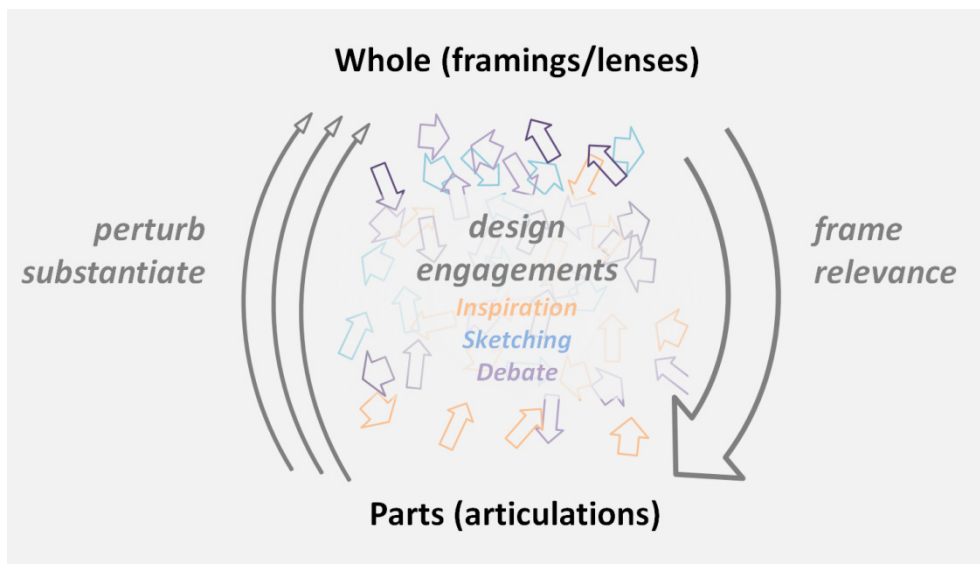 Whole (framings/lenses)
perturb
substantiate
design
engagements
Inspiration
Sketching
Debate
frame
relevance
Parts (articulations)